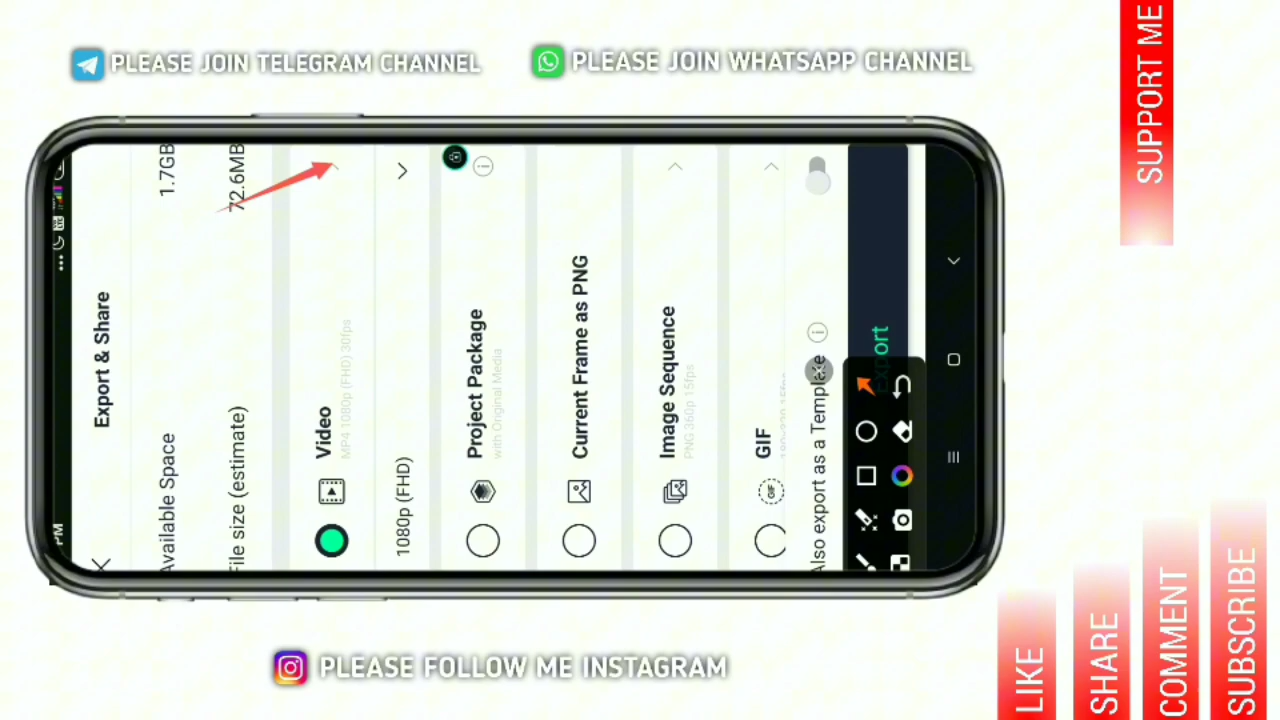 PLEASE JOIN TELEGRAM CHANNEL
PLEASE JOIN WHATSAPP CHANNEL
SUPPORT ME
Export & Share
Available Space
1.7GB
File size (estimate)
72.6MB
Video
MP4 1080p (FHD) 30fps
1080p (FHD)
Project Package
with Original Media
Current Frame as PNG
Image Sequence
PNG 360p 15fps
GIF
GIF
Also export as a Template
Export
PLEASE FOLLOW ME INSTAGRAM
LIKE
SHARE
COMMENT
SUBSCRIBE